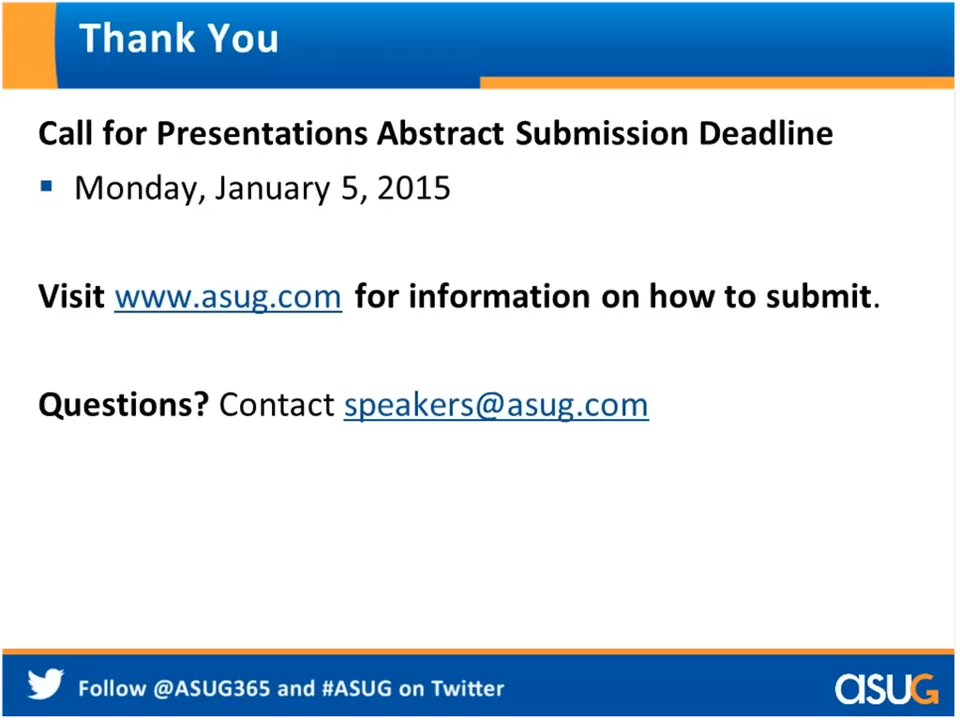 Thank You
Call for Presentations Abstract Submission Deadline
▪ Monday, January 5, 2015
Visit www.asug.com for information on how to submit.
Questions? Contact speakers@asug.com
Follow @ASUG365 and #ASUG on Twitter
asuG